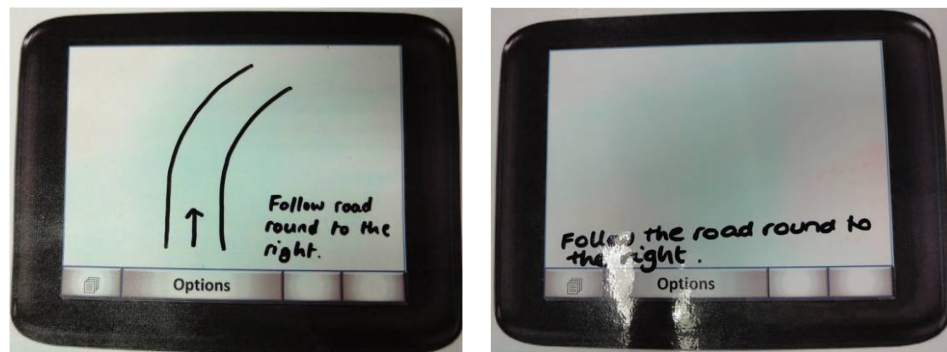 Follow road
round to the
right.
Options
Follow the road round to
the right.
Options